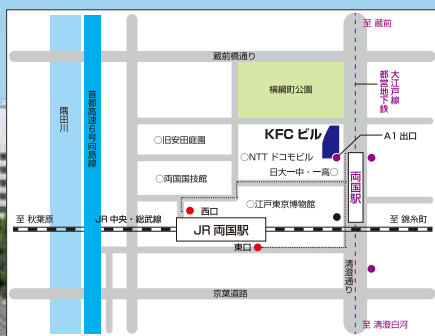 至 蔵前
蔵前橋通り
大江戸線
都営地下鉄
横網町公園
隅田川
首都高速6号向島線
KFC ビル
A1 出口
○旧安田庭園
○NTT ドコモビル
日大一中・一高○
○両国国技館
両国駅
○江戸東京博物館
西口
至 秋葉原
JR 中央・総武線
JR 両国駅
至 錦糸町
東口
清澄通り
京葉道路
至 清澄白河